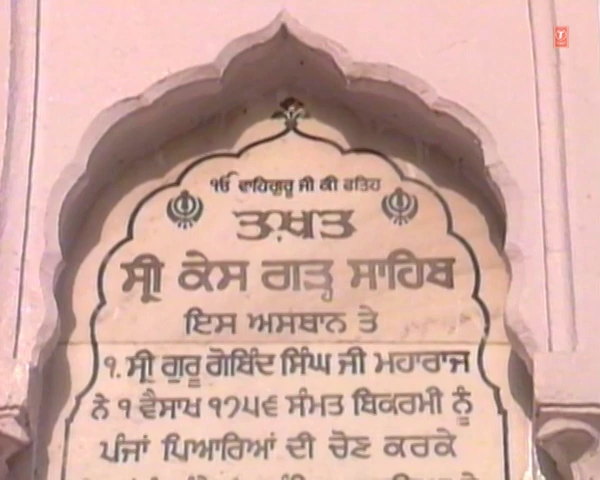 ੴ ਵਾਹਿਗੁਰੂ ਜੀ ਕੀ ਫਤਿਹ
ਤਖ਼ਤ
ਸ੍ਰੀ ਕੇਸ ਗੜ੍ਹ ਸਾਹਿਬ
ਇਸ ਅਸਥਾਨ ਤੇ
੧. ਸ੍ਰੀ ਗੁਰੂ ਗੋਬਿੰਦ ਸਿੰਘ ਜੀ ਮਹਾਰਾਜ
ਨੇ ੧ ਵੈਸਾਖ ੧੭੫੬ ਸੰਮਤ ਬਿਕਰਮੀ ਨੂੰ
ਪੰਜਾਂ ਪਿਆਰਿਆਂ ਦੀ ਚੋਣ ਕਰਕੇ